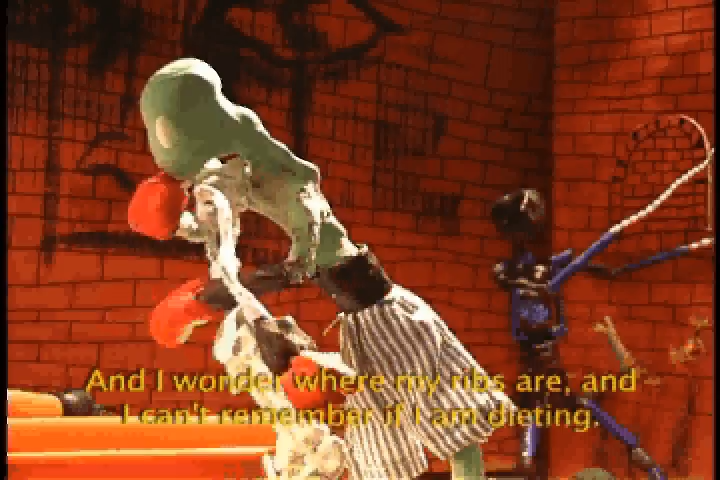 And I wonder where my ribs are, and
I can't remember if I am dieting.